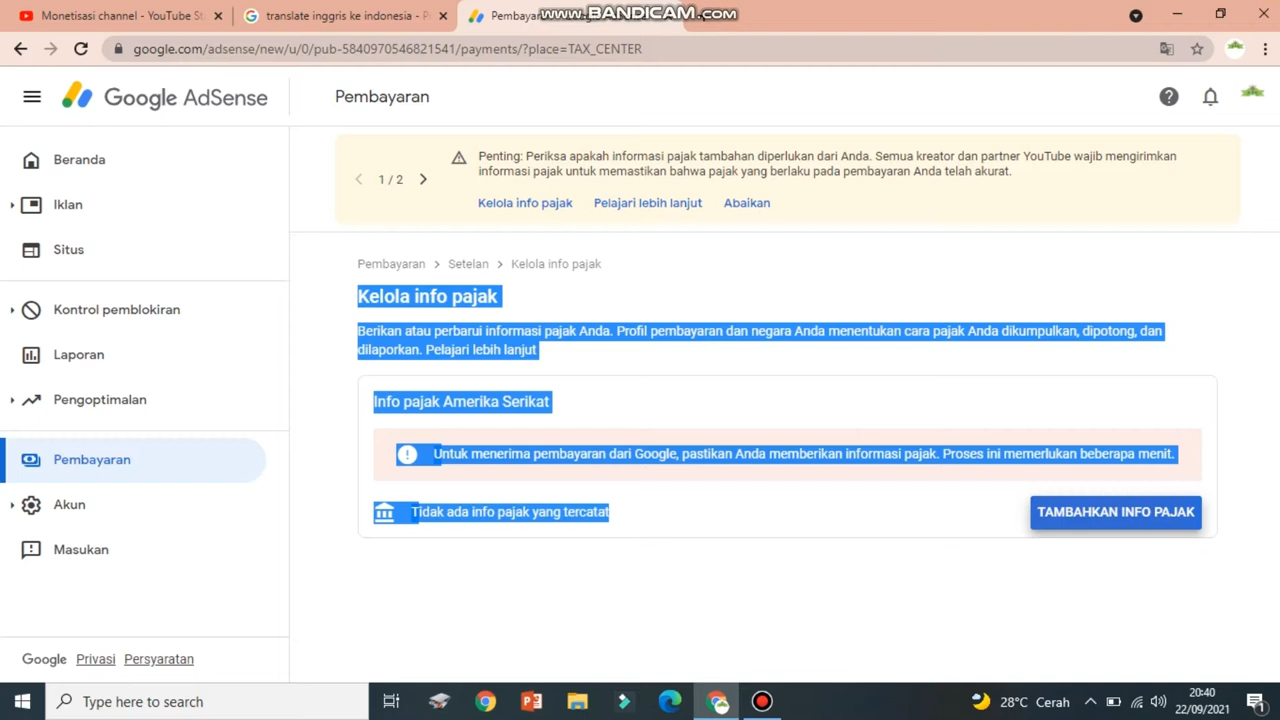 Monetisasi channel - YouTube St
translate inggris ke indonesia - P
Pembaya
www.BANDICAM.com
google.com/adsense/new/u/0/pub-5840970546821541/payments/?place=TAX_CENTER
Google AdSense
Pembayaran
Beranda
Iklan
Situs
Kontrol pemblokiran
Laporan
Pengoptimalan
Pembayaran
Akun
Masukan
Google Privasi Persyaratan
1 / 2
Penting: Periksa apakah informasi pajak tambahan diperlukan dari Anda. Semua kreator dan partner YouTube wajib mengirimkan
informasi pajak untuk memastikan bahwa pajak yang berlaku pada pembayaran Anda telah akurat.
Kelola info pajak Pelajari lebih lanjut Abaikan
Pembayaran > Setelan > Kelola info pajak
Kelola info pajak
Berikan atau perbarui informasi pajak Anda. Profil pembayaran dan negara Anda menentukan cara pajak Anda dikumpulkan, dipotong, dan
dilaporkan. Pelajari lebih lanjut
Info pajak Amerika Serikat
Untuk menerima pembayaran dari Google, pastikan Anda memberikan informasi pajak. Proses ini memerlukan beberapa menit.
Tidak ada info pajak yang tercatat
TAMBAHKAN INFO PAJAK
Type here to search
28°C Cerah
20:40
22/09/2021
1